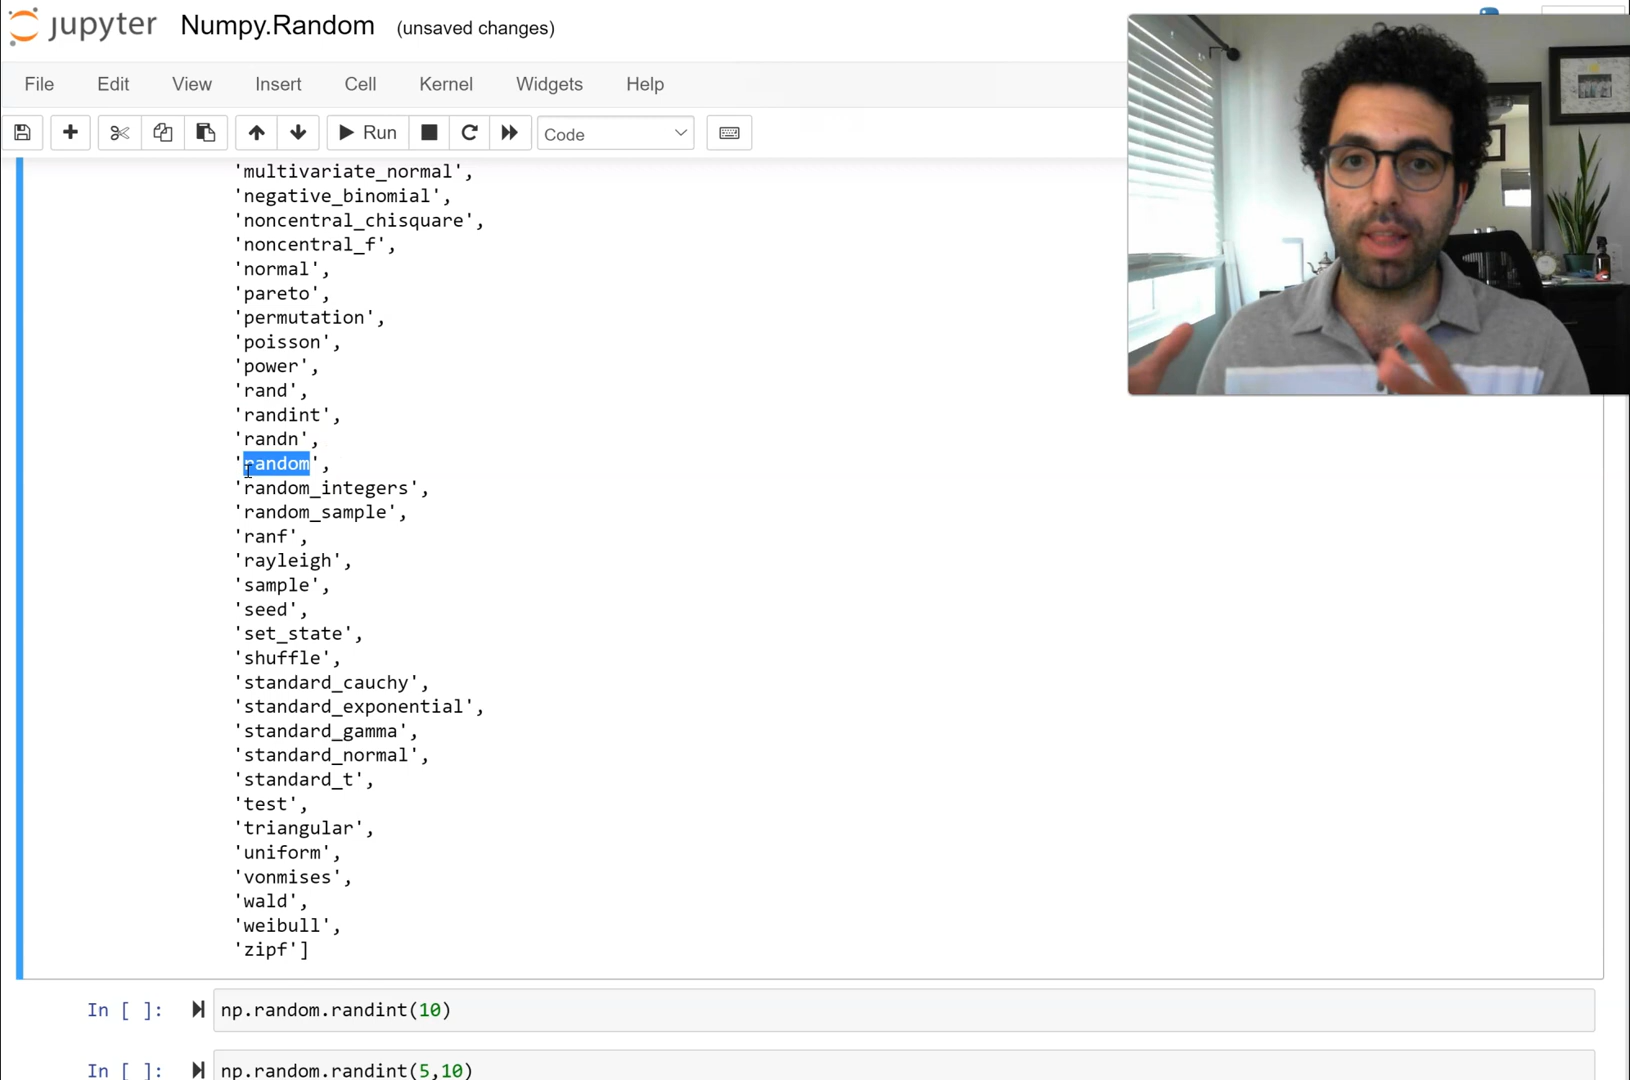 jupyter Numpy.Random (unsaved changes)
File Edit View Insert Cell Kernel Widgets Help
Run Code
'multivariate_normal',
'negative_binomial',
'noncentral_chisquare',
'noncentral_f',
'normal',
'pareto',
'permutation',
'poisson',
'power',
'rand',
'randint',
'randn',
'random',
'random_integers',
'random_sample',
'ranf',
'rayleigh',
'sample',
'seed',
'set_state',
'shuffle',
'standard_cauchy',
'standard_exponential',
'standard_gamma',
'standard_normal',
'standard_t',
'test',
'triangular',
'uniform',
'vonmises',
'wald',
'weibull',
'zipf']
In [ ]: np.random.randint(10)
In [ ]: np.random.randint(5,10)